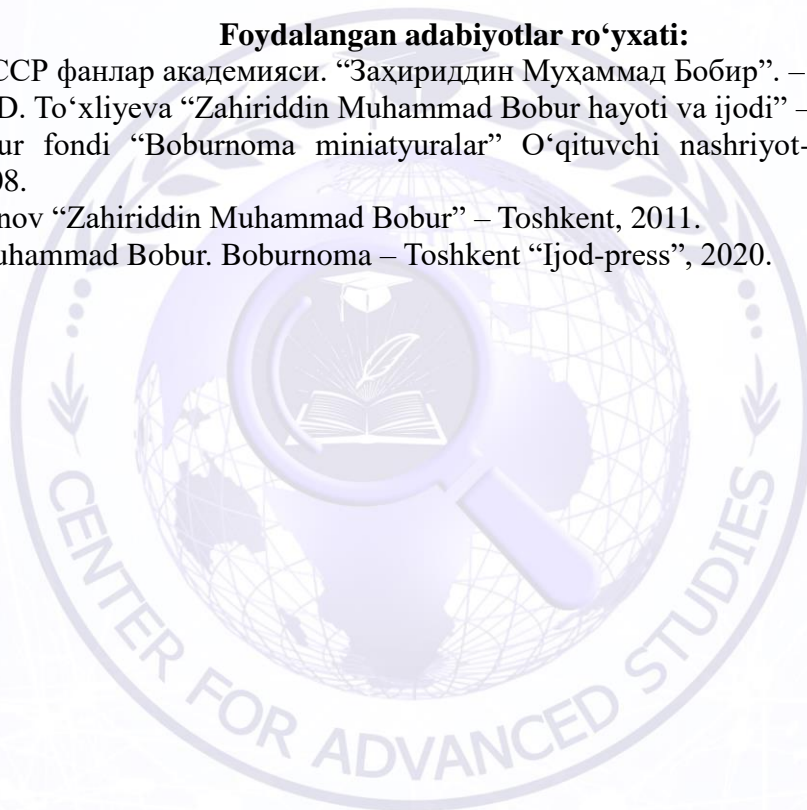 Foydalangan adabiyotlar ro‘yxati:
ССР фанлар академияси. “Заҳириддин Муҳаммад Бобир”. –
D. To‘xliyeva “Zahiriddin Muhammad Bobur hayoti va ijodi” –
ur fondi “Boburnoma miniatyuralar” O‘qituvchi nashriyot-
08.
nov “Zahiriddin Muhammad Bobur” – Toshkent, 2011.
uhammad Bobur. Boburnoma – Toshkent “Ijod-press”, 2020.
CENTER FOR ADVANCED STUDIES